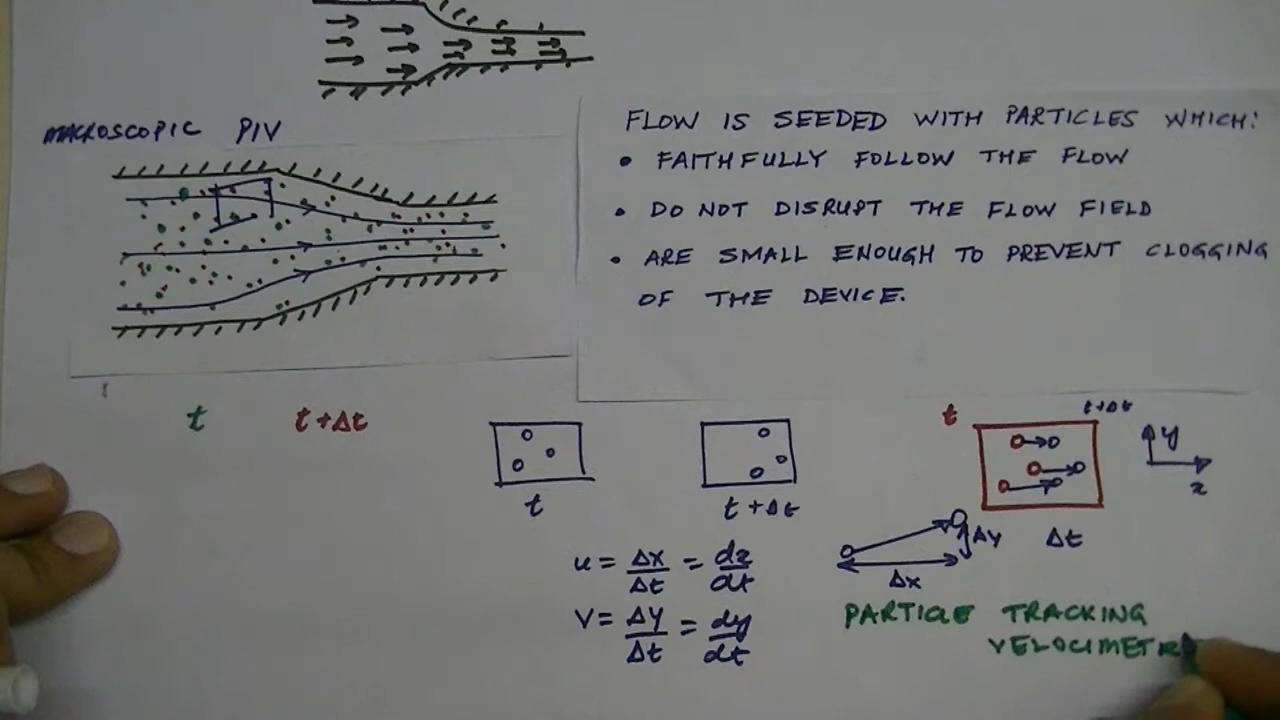 MACROSCOPIC PIV
FLOW IS SEEDED WITH PARTICLES WHICH:
• FAITHFULLY FOLLOW THE FLOW
• DO NOT DISRUPT THE FLOW FIELD
• ARE SMALL ENOUGH TO PREVENT CLOGGING
OF THE DEVICE.
t t+Δt
t t+Δt
y
x
t t+Δt
Δy
Δt
Δx
u = Δx/Δt = dx/dt
V = ΔY/Δt = dy/dt
PARTICLE TRACKING
VELOCIMETR